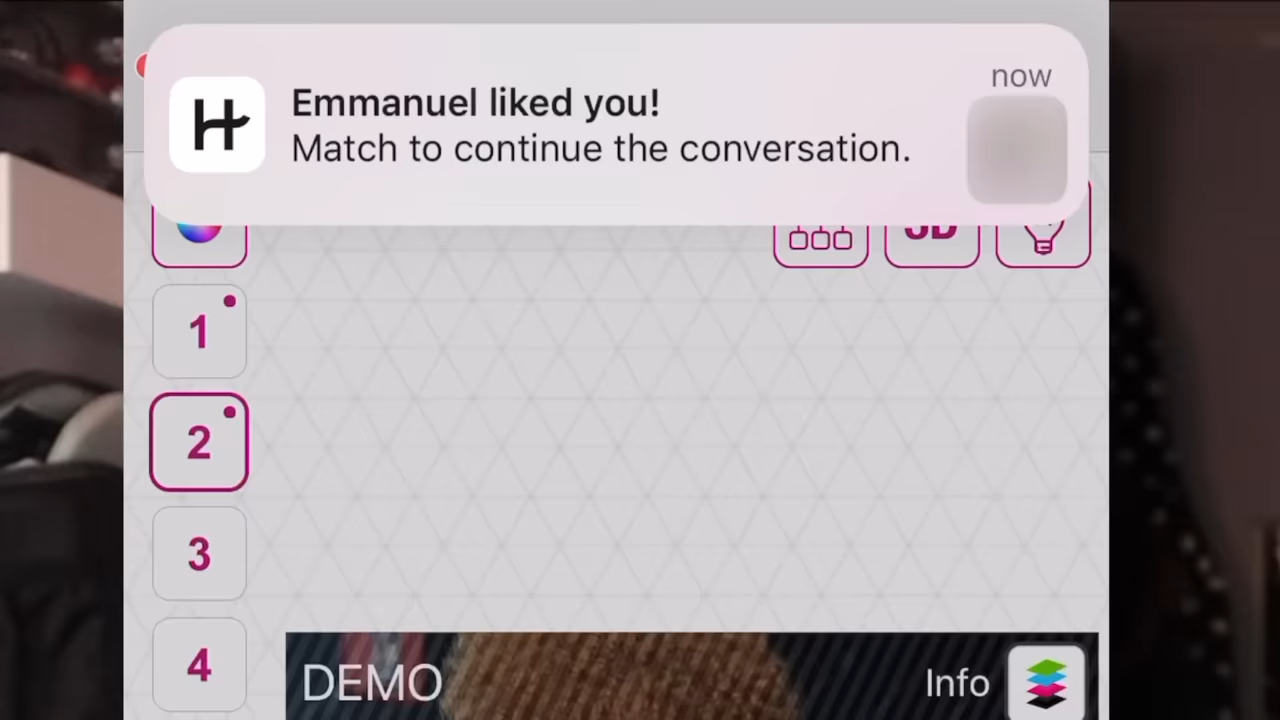 now
Emmanuel liked you!
Match to continue the conversation.
3D
1
2
3
4
DEMO
Info